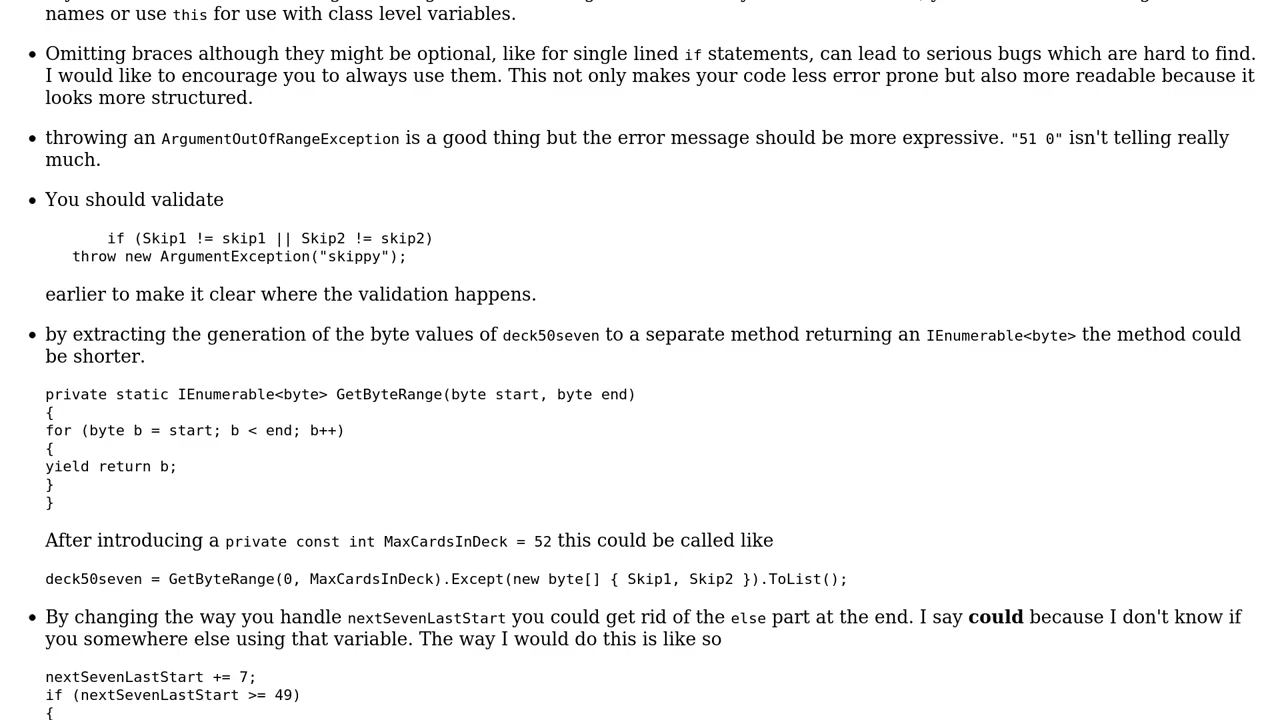 names or use this for use with class level variables.
• Omitting braces although they might be optional, like for single lined if statements, can lead to serious bugs which are hard to find.
I would like to encourage you to always use them. This not only makes your code less error prone but also more readable because it
looks more structured.
• throwing an ArgumentOutOfRangeException is a good thing but the error message should be more expressive. "51 0" isn't telling really
much.
• You should validate
if (Skip1 != skip1 || Skip2 != skip2)
throw new ArgumentException("skippy");
earlier to make it clear where the validation happens.
• by extracting the generation of the byte values of deck50seven to a separate method returning an IEnumerable<byte> the method could
be shorter.
private static IEnumerable<byte> GetByteRange(byte start, byte end)
{
for (byte b = start; b < end; b++)
{
yield return b;
}
}
After introducing a private const int MaxCardsInDeck = 52 this could be called like
deck50seven = GetByteRange(0, MaxCardsInDeck).Except(new byte[] { Skip1, Skip2 }).ToList();
• By changing the way you handle nextSevenLastStart you could get rid of the else part at the end. I say could because I don't know if
you somewhere else using that variable. The way I would do this is like so
nextSevenLastStart += 7;
if (nextSevenLastStart >= 49)
{